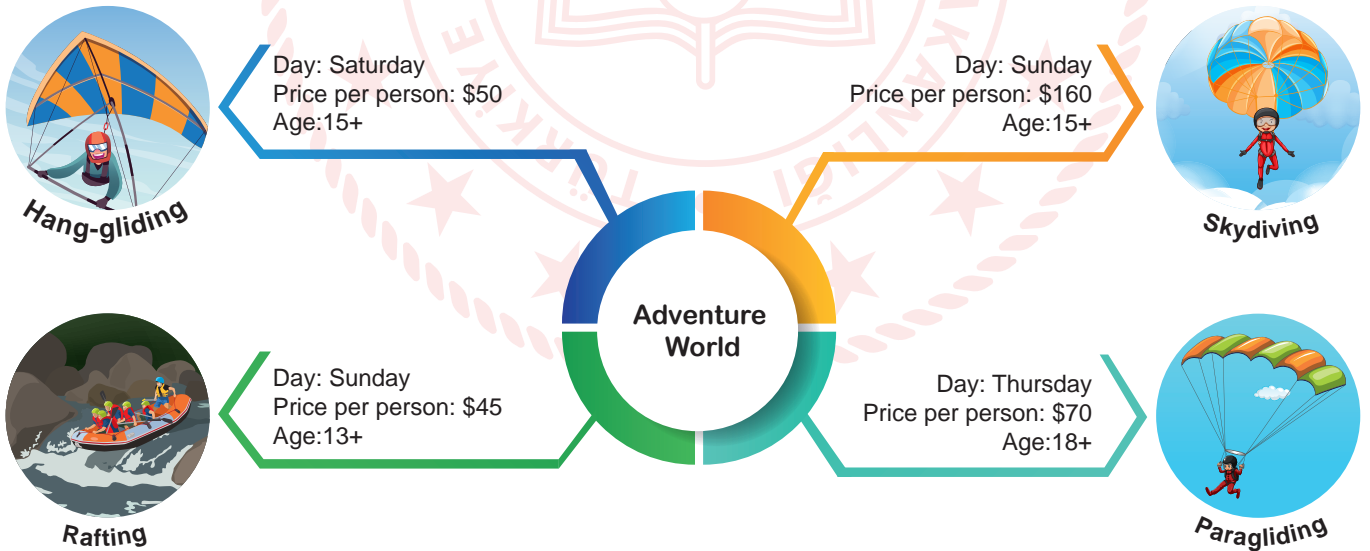 Day: Saturday
Price per person: $50
Age:15+
Hang-gliding
Day: Sunday
Price per person: $160
Age:15+
Skydiving
Adventure
World
Day: Sunday
Price per person: $45
Age:13+
Rafting
Day: Thursday
Price per person: $70
Age:18+
Paragliding